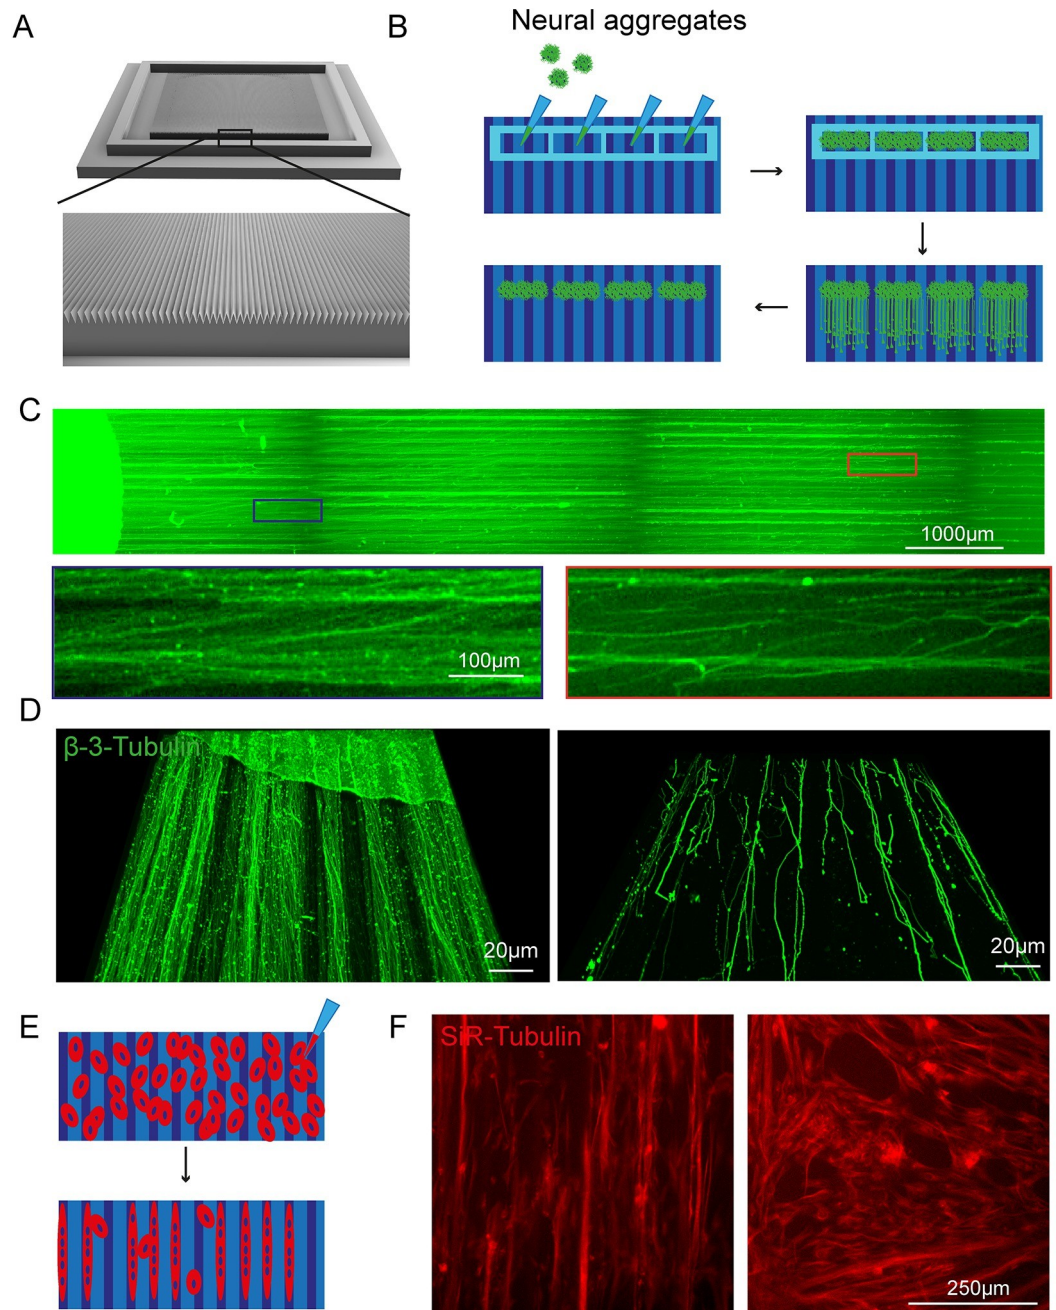 A
B
Neural aggregates
C
1000µm
100µm
D
β-3-Tubulin
20µm
20µm
E
F
SiR-Tubulin
250µm